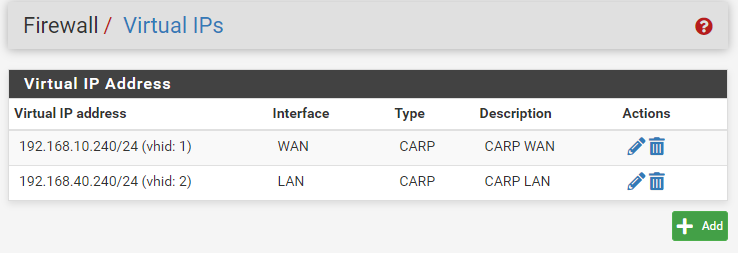 Firewall / Virtual IPs
Virtual IP Address
Virtual IP address Interface Type Description Actions
192.168.10.240/24 (vhid: 1) WAN CARP CARP WAN
192.168.40.240/24 (vhid: 2) LAN CARP CARP LAN
Add